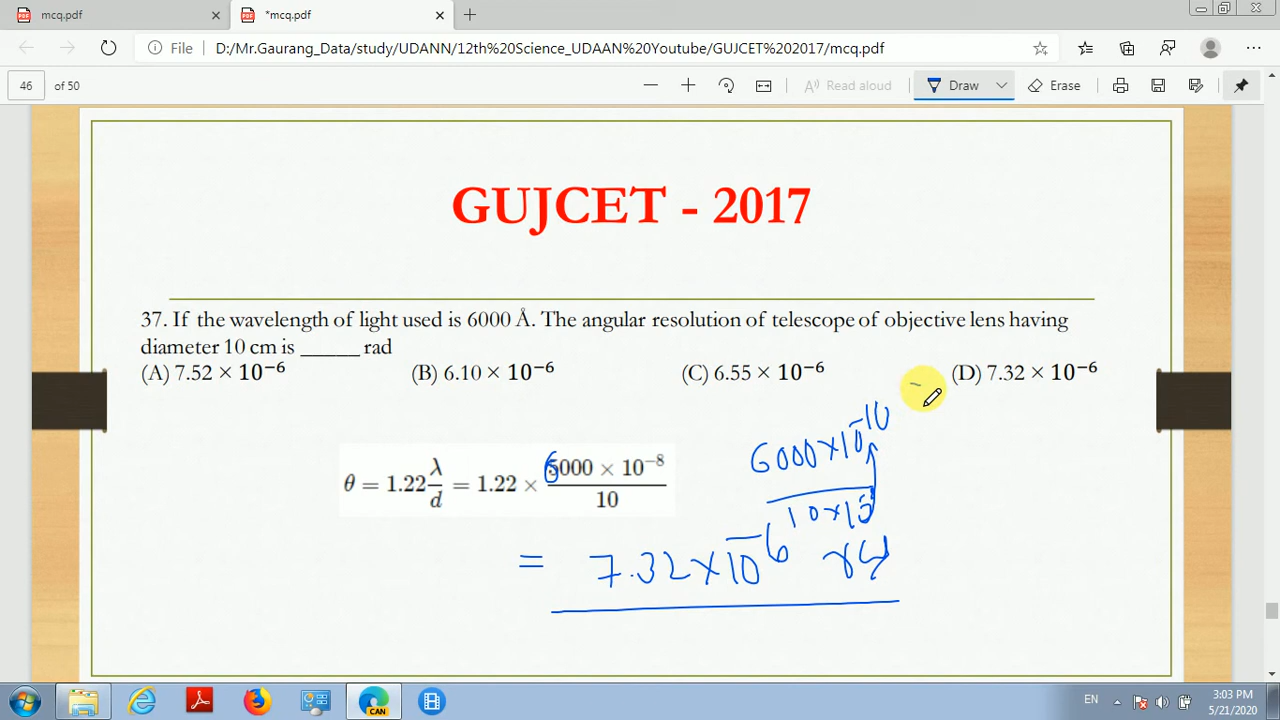 mcq.pdf
*mcq.pdf
File
D:/Mr.Gaurang_Data/study/UDANN/12th%20Science_UDAAN%20Youtube/GUJCET%202017/mcq.pdf
46 of 50
Read aloud
Draw
Erase
GUJCET - 2017
37. If the wavelength of light used is 6000 Å. The angular resolution of telescope of objective lens having
diameter 10 cm is ______ rad
(A) 7.52 × 10⁻⁶ (B) 6.10 × 10⁻⁶ (C) 6.55 × 10⁻⁶ (D) 7.32 × 10⁻⁶
θ = 1.22 λ/d = 1.22 × 6000 × 10⁻⁸/10
6000×10⁻¹⁰
10×10
= 7.32×10⁻⁶ rad
CAN
EN
3:03 PM
5/21/2020